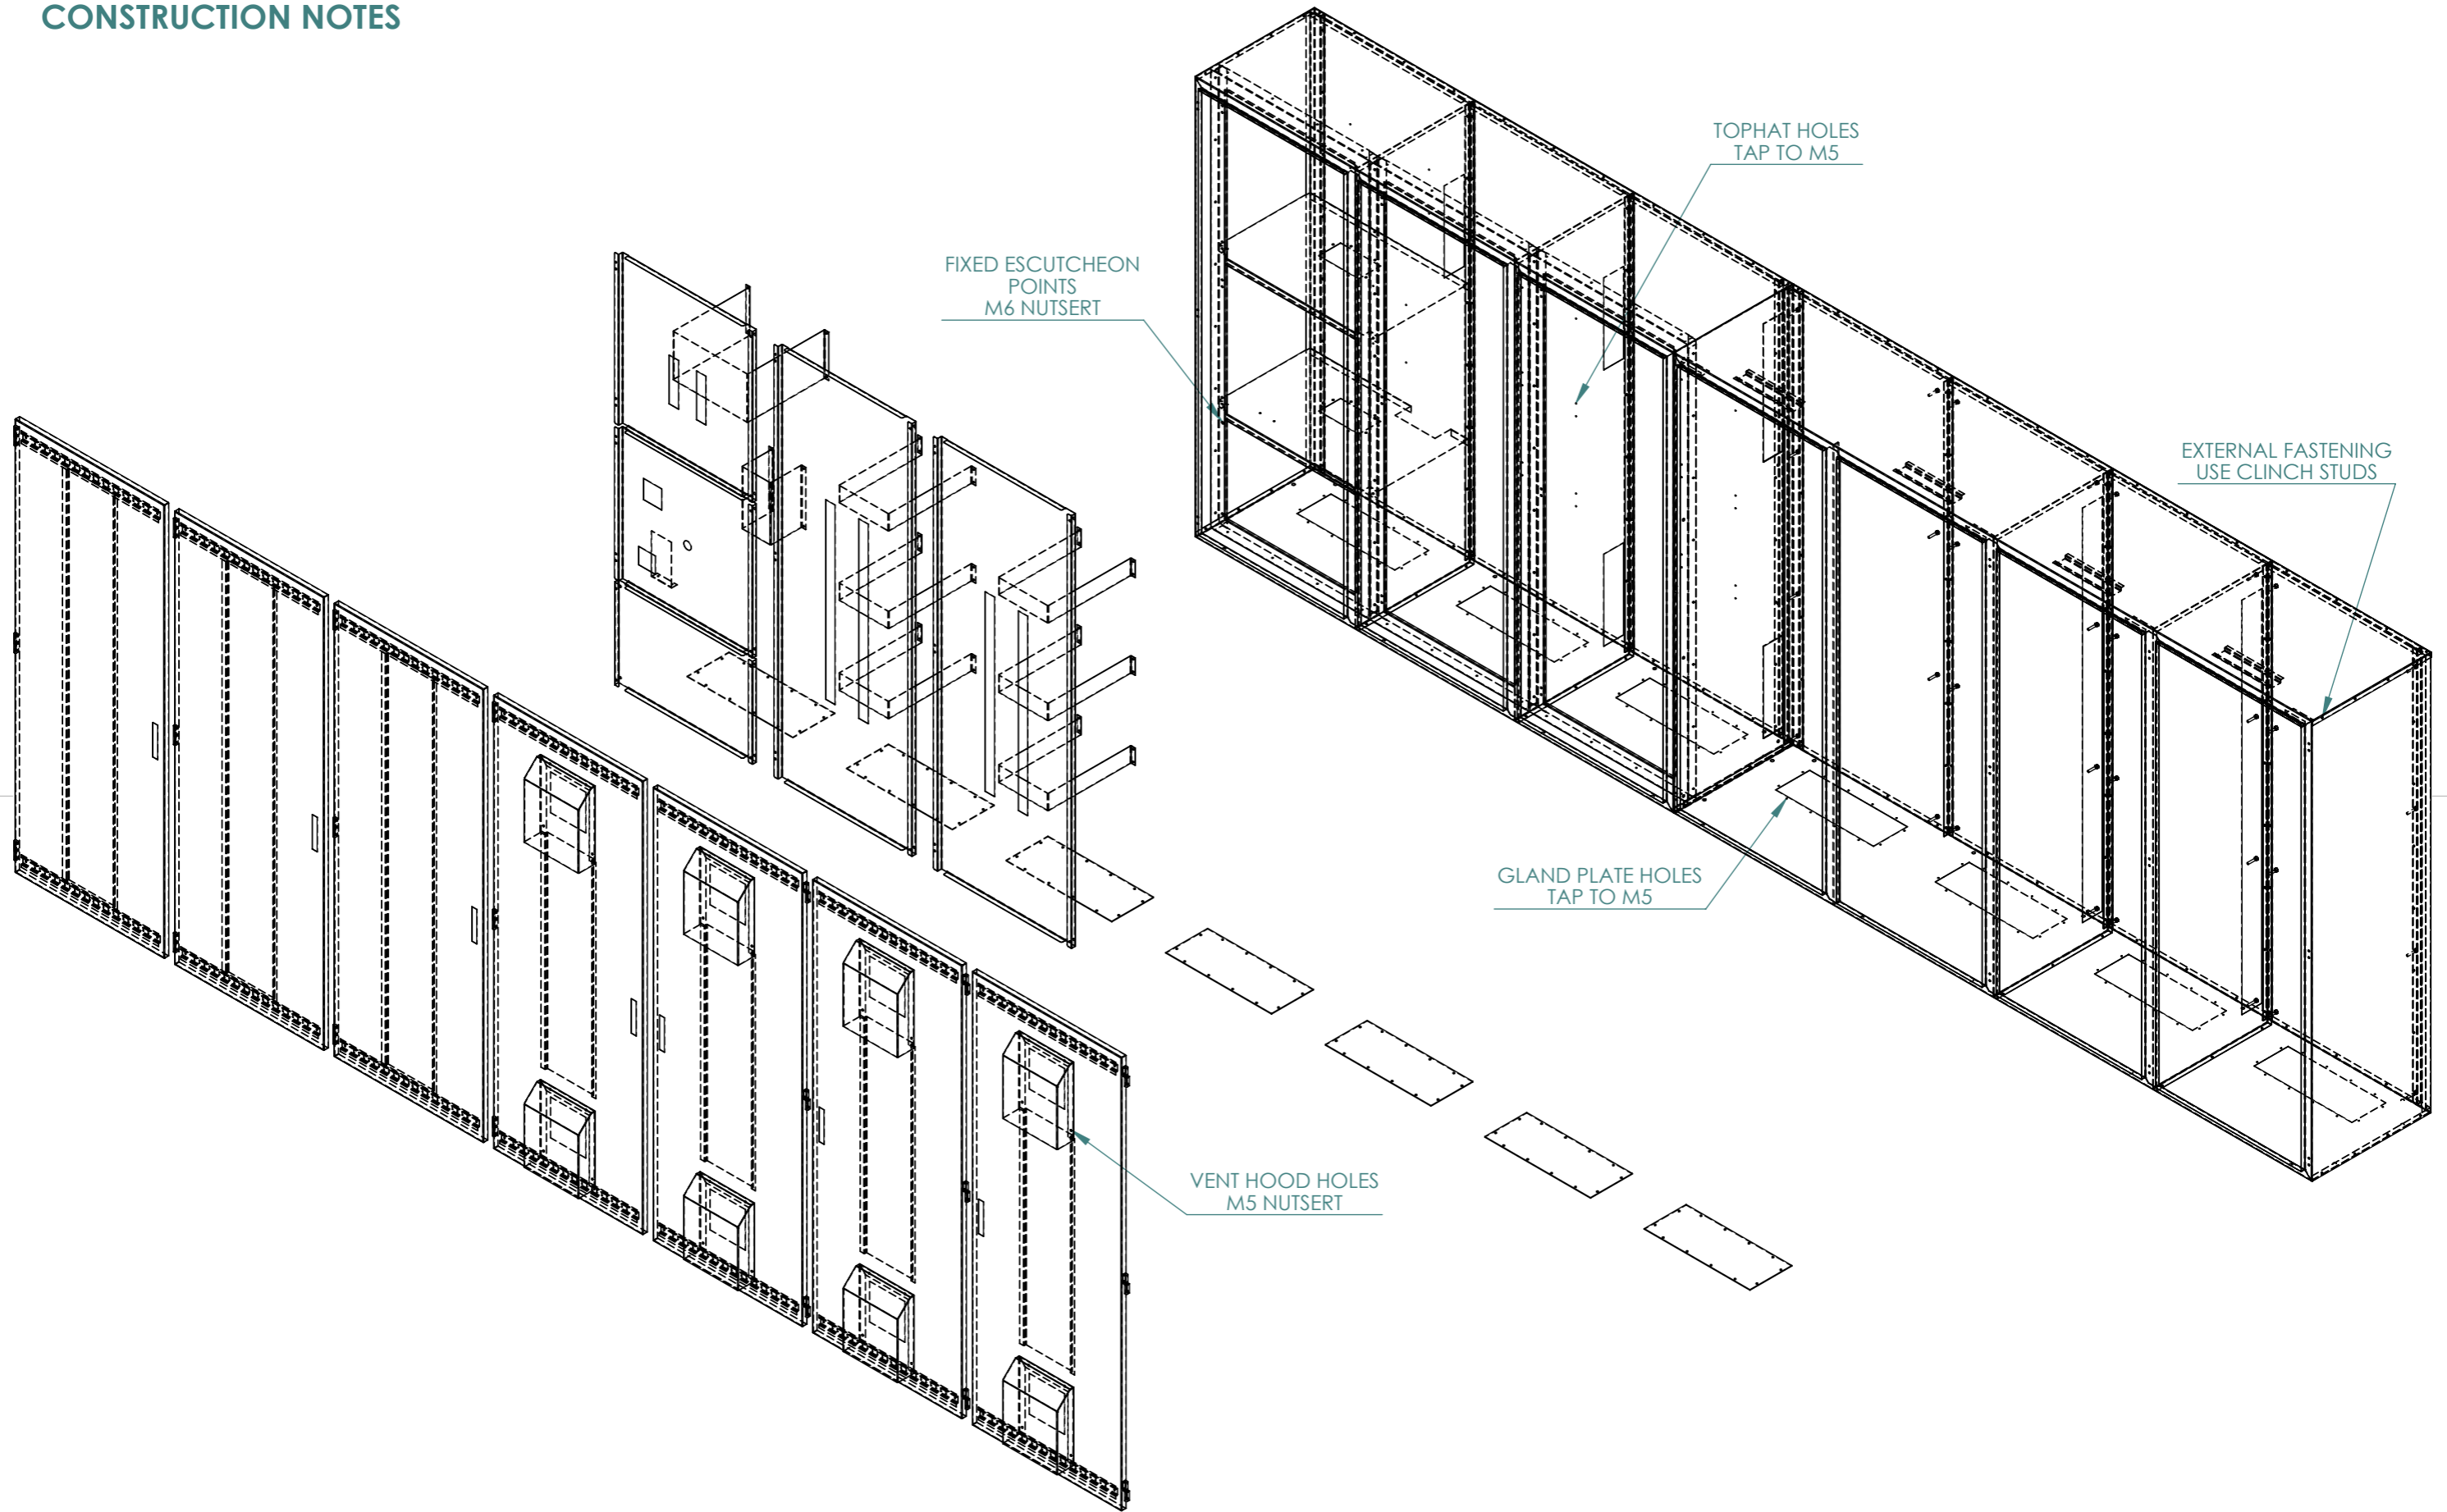 CONSTRUCTION NOTES
TOPHAT HOLES
TAP TO M5
FIXED ESCUTCHEON
POINTS
M6 NUTSERT
EXTERNAL FASTENING
USE CLINCH STUDS
GLAND PLATE HOLES
TAP TO M5
VENT HOOD HOLES
M5 NUTSERT